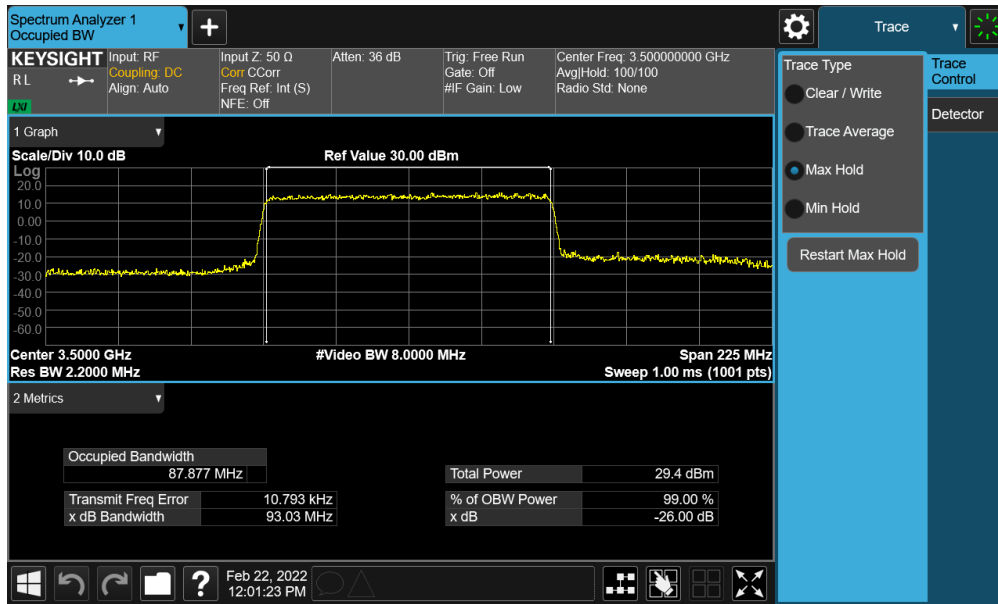 Spectrum Analyzer 1
Occupied BW
Trace
KEYSIGHT
R L
LXI
Input: RF
Coupling: DC
Align: Auto
Input Z: 50 Ω
Corr CCorr
Freq Ref: Int (S)
NFE: Off
Atten: 36 dB
Trig: Free Run
Gate: Off
#IF Gain: Low
Center Freq: 3.500000000 GHz
Avg|Hold: 100/100
Radio Std: None
Trace Type
Clear / Write
Trace Average
Max Hold
Min Hold
Restart Max Hold
Trace
Control
Detector
1 Graph
Scale/Div 10.0 dB
Ref Value 30.00 dBm
Log
20.0
10.0
0.00
-10.0
-20.0
-30.0
-40.0
-50.0
-60.0
Center 3.5000 GHz
#Video BW 8.0000 MHz
Span 225 MHz
Res BW 2.2000 MHz
Sweep 1.00 ms (1001 pts)
2 Metrics
Occupied Bandwidth
87.877 MHz
Total Power 29.4 dBm
Transmit Freq Error 10.793 kHz
% of OBW Power 99.00 %
x dB Bandwidth 93.03 MHz
x dB -26.00 dB
?
Feb 22, 2022
12:01:23 PM